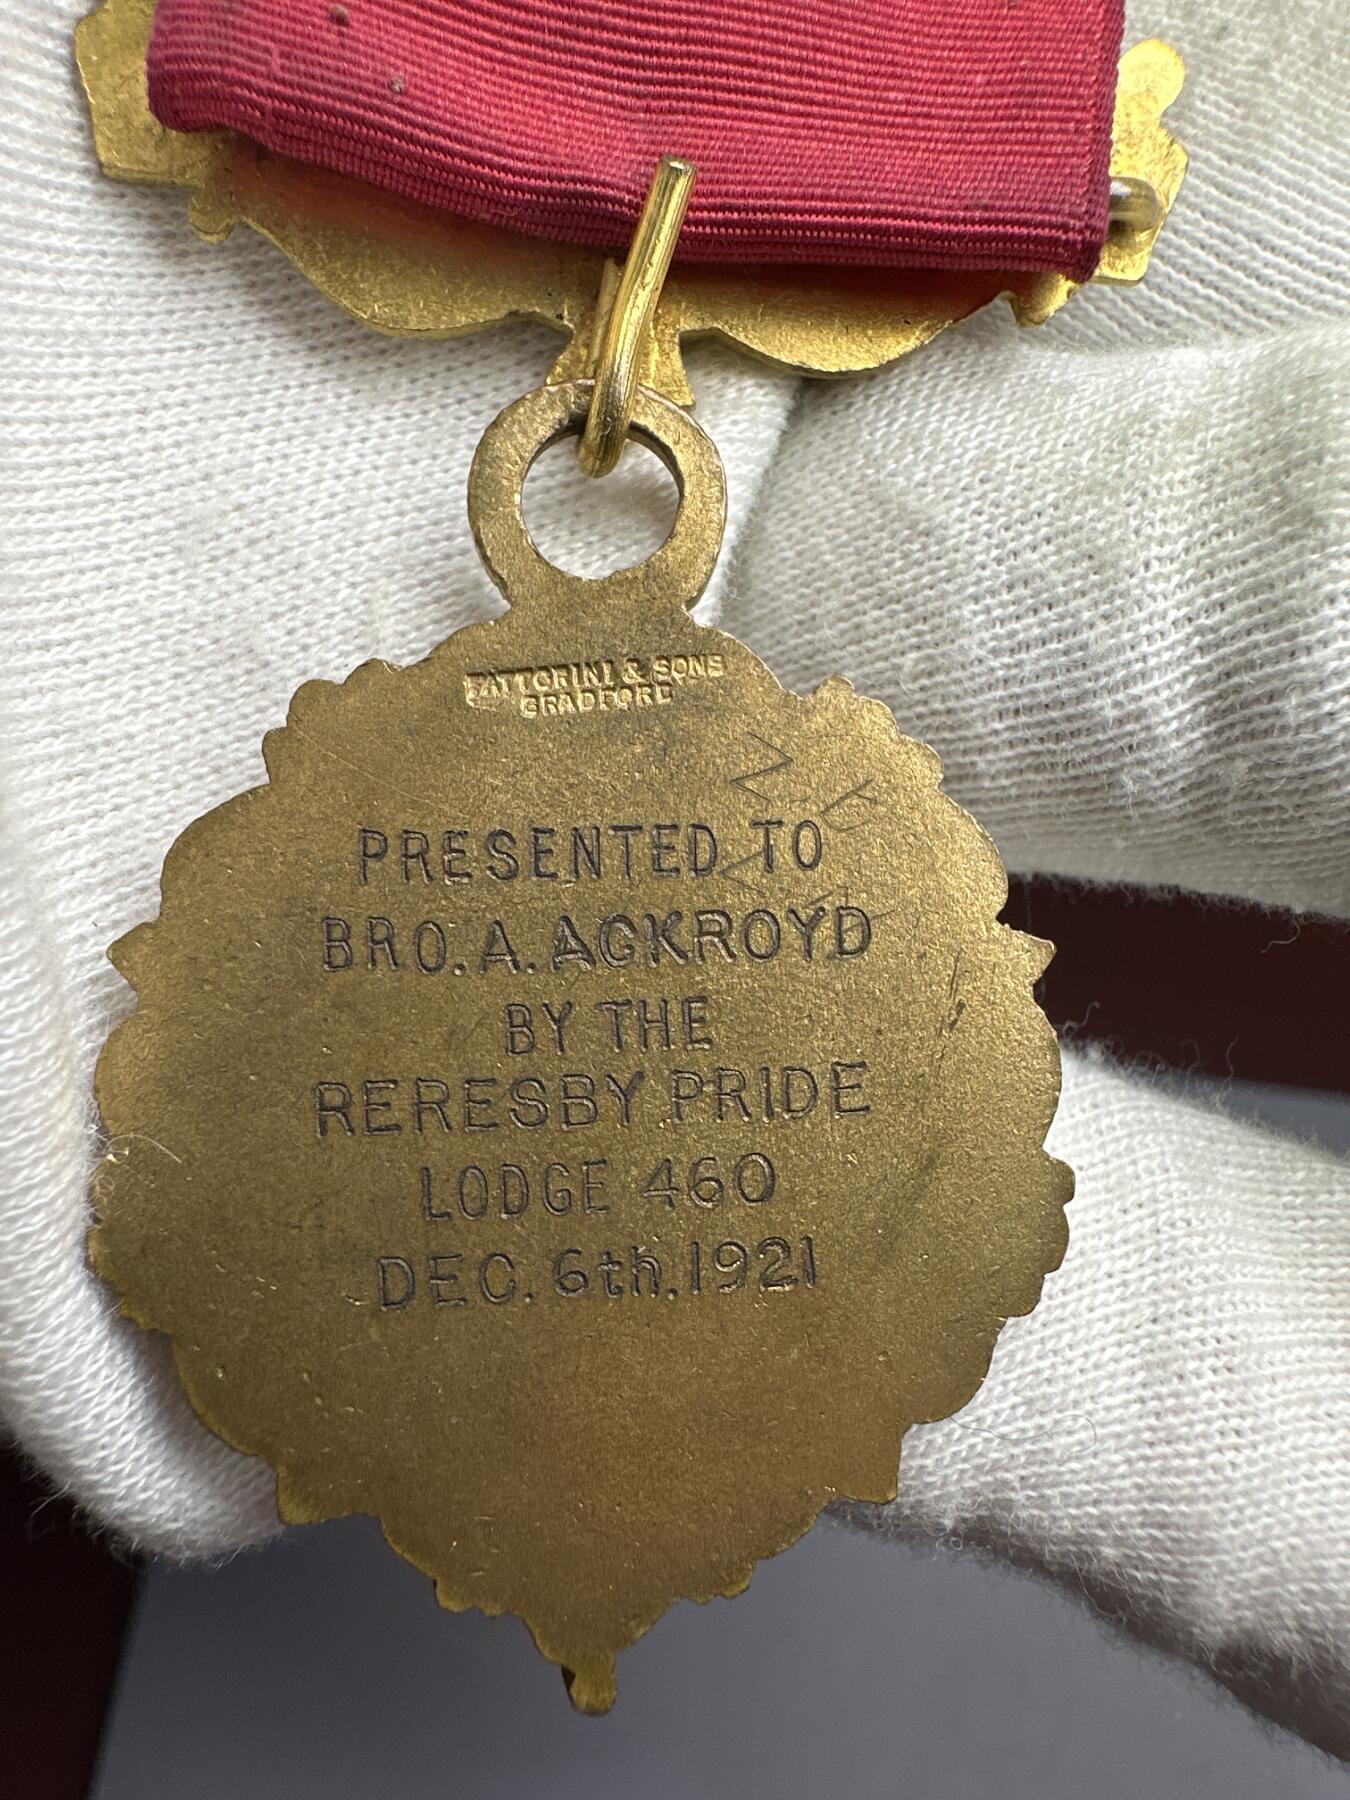 FATTORINI & SONS
BRADFORD
PRESENTED TO
BRO. A. ACKROYD
BY THE
RERESBY PRIDE
LODGE 460
DEC. 6th. 1921